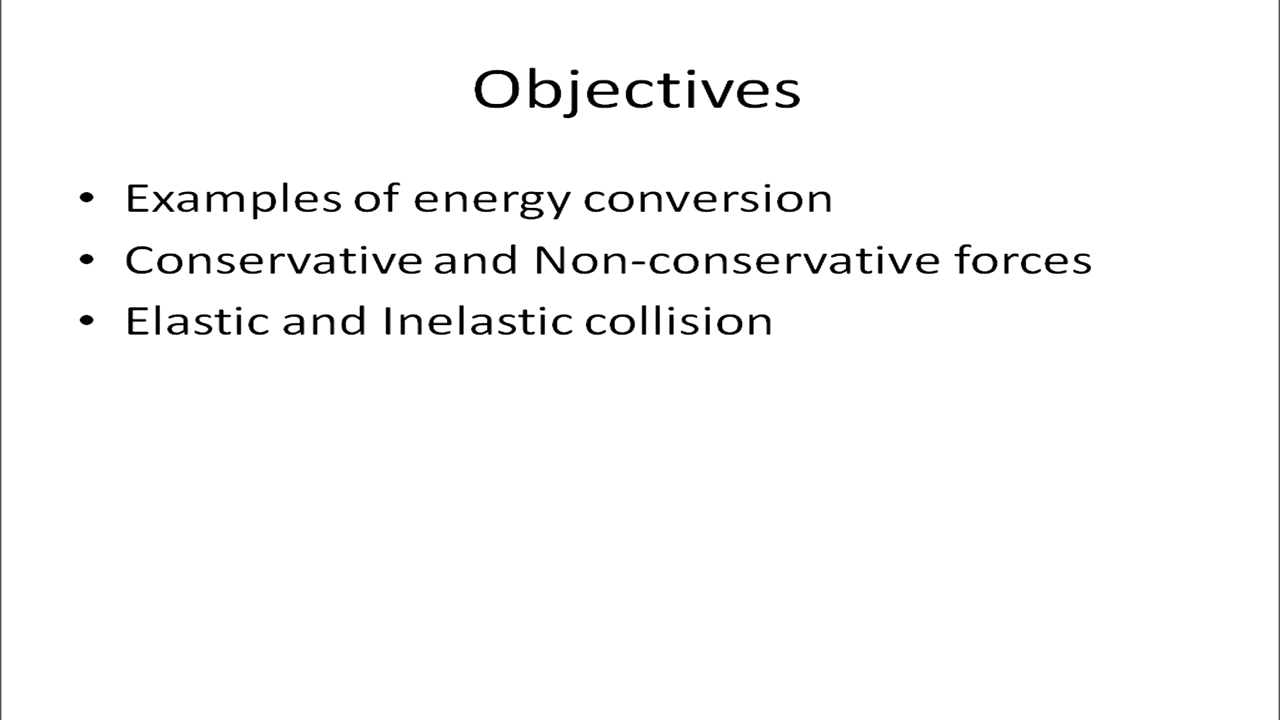 Objectives
• Examples of energy conversion
• Conservative and Non-conservative forces
• Elastic and Inelastic collision